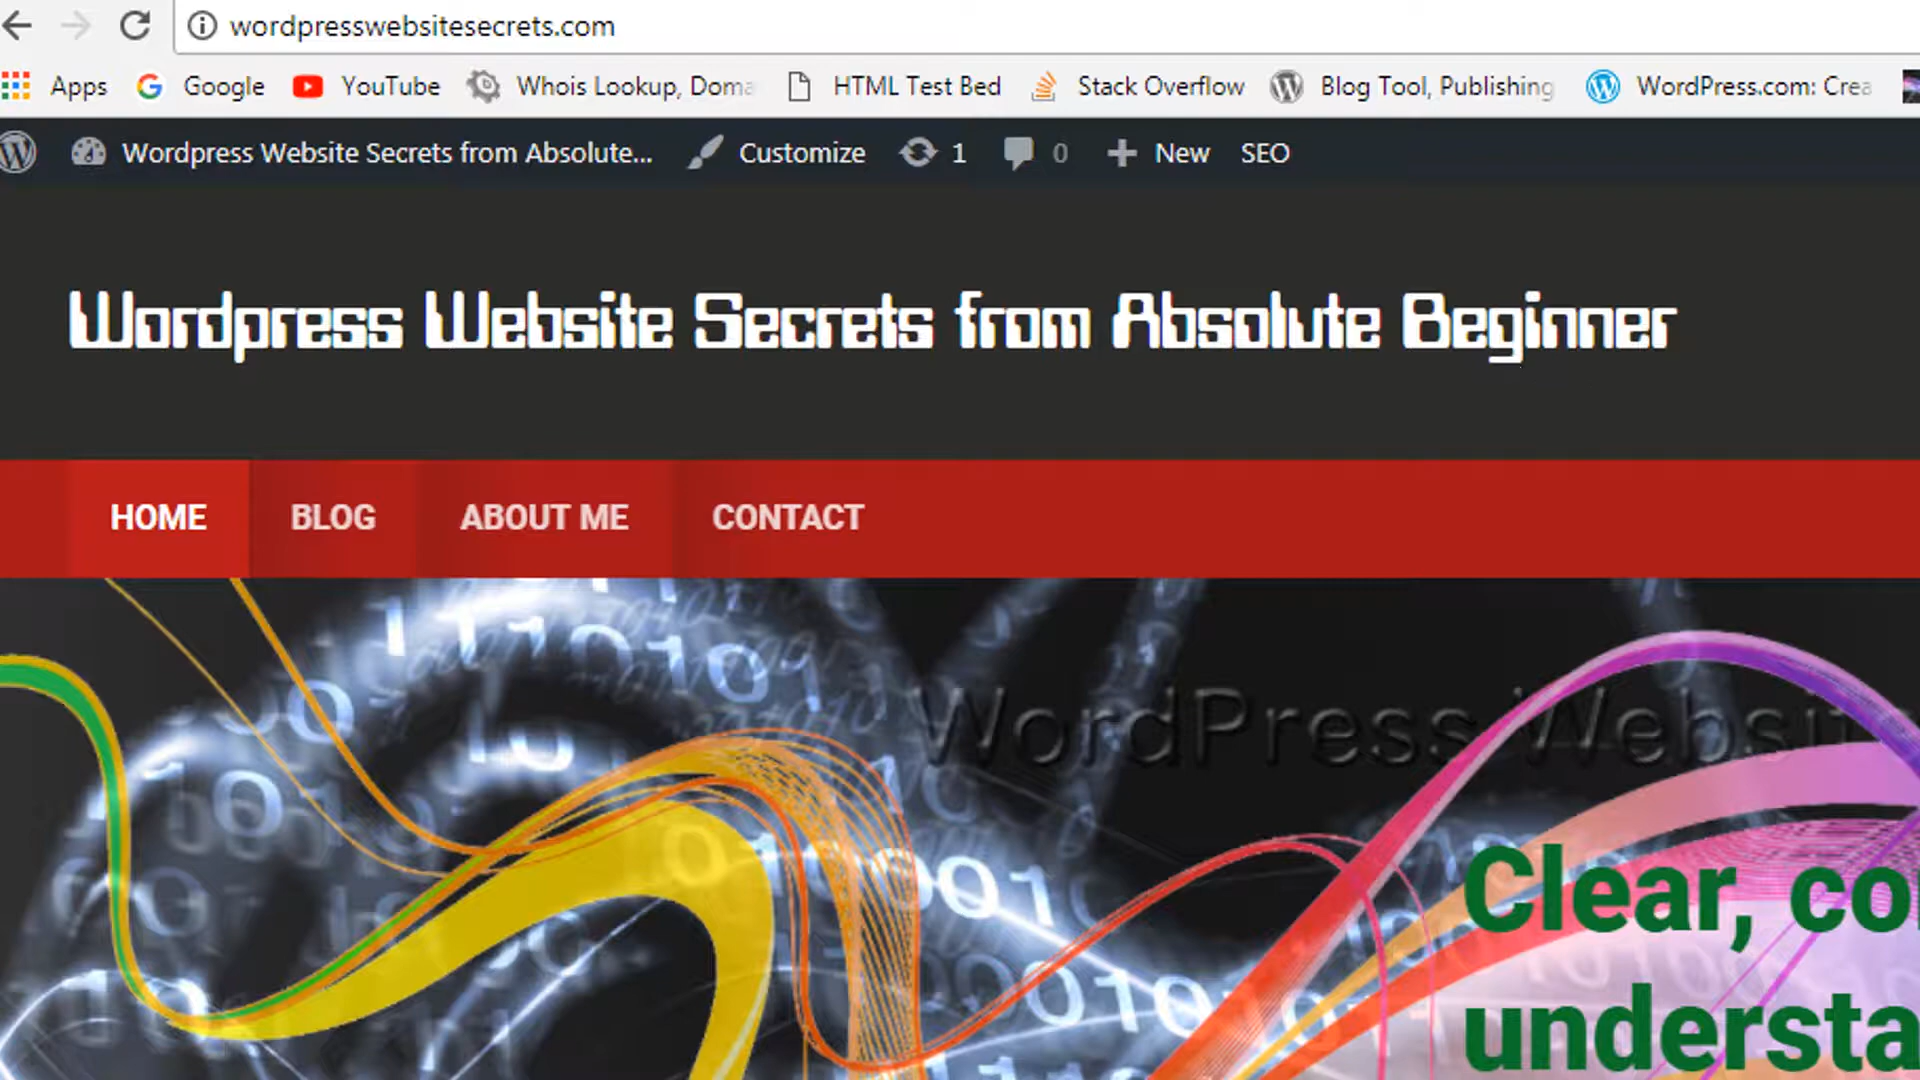 wordpresswebsitesecrets.com
Apps Google YouTube Whois Lookup, Doma HTML Test Bed Stack Overflow Blog Tool, Publishing WordPress.com: Crea
Wordpress Website Secrets from Absolute... Customize 1 0 New SEO
Wordpress Website Secrets from Absolute Beginner
HOME BLOG ABOUT ME CONTACT
WordPress Websit
Clear, co
understa